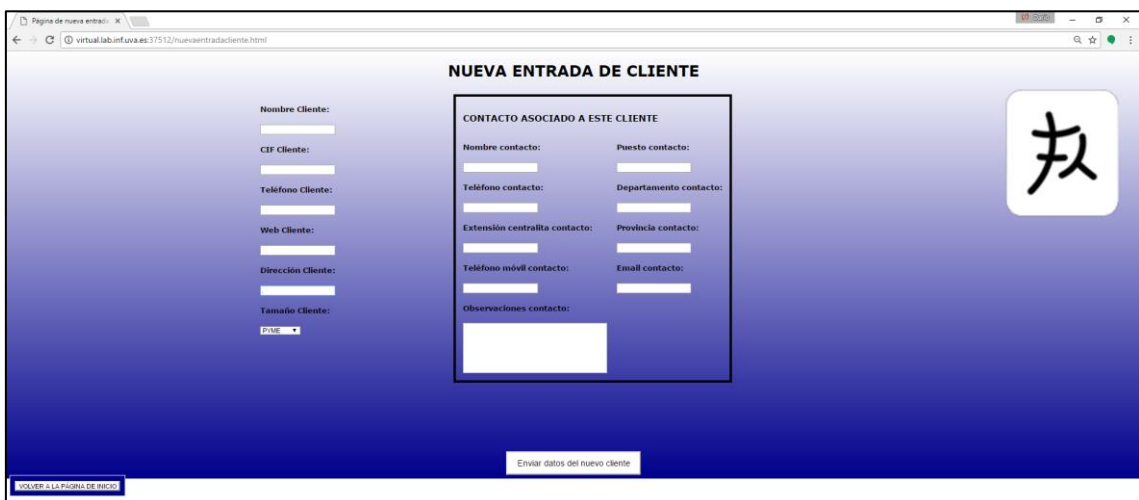 Página de nueva entrada
virtual.lab.inf.uva.es:37512/nuevaentradacliente.html
NUEVA ENTRADA DE CLIENTE
Nombre Cliente:
CIF Cliente:
Teléfono Cliente:
Web Cliente:
Dirección Cliente:
Tamaño Cliente:
PYME
CONTACTO ASOCIADO A ESTE CLIENTE
Nombre contacto: Puesto contacto:
Teléfono contacto: Departamento contacto:
Extensión centralita contacto: Provincia contacto:
Teléfono móvil contacto: Email contacto:
Observaciones contacto:
Enviar datos del nuevo cliente
VOLVER A LA PÁGINA DE INICIO